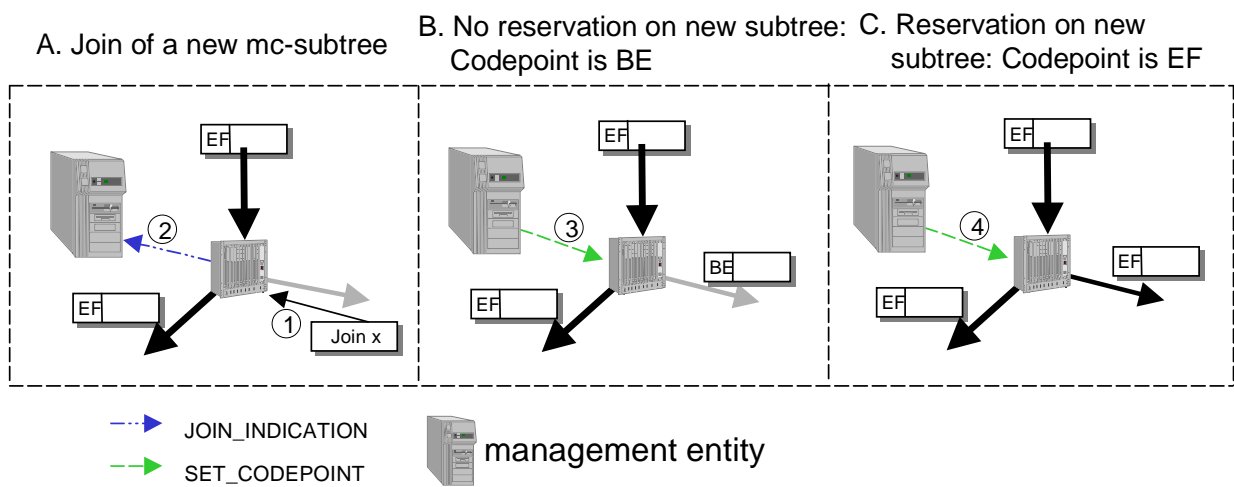 A. Join of a new mc-subtree
B. No reservation on new subtree:
Codepoint is BE
C. Reservation on new
subtree: Codepoint is EF
EF
2
EF
1
Join x
EF
3
BE
EF
EF
4
EF
EF
JOIN_INDICATION
SET_CODEPOINT
management entity